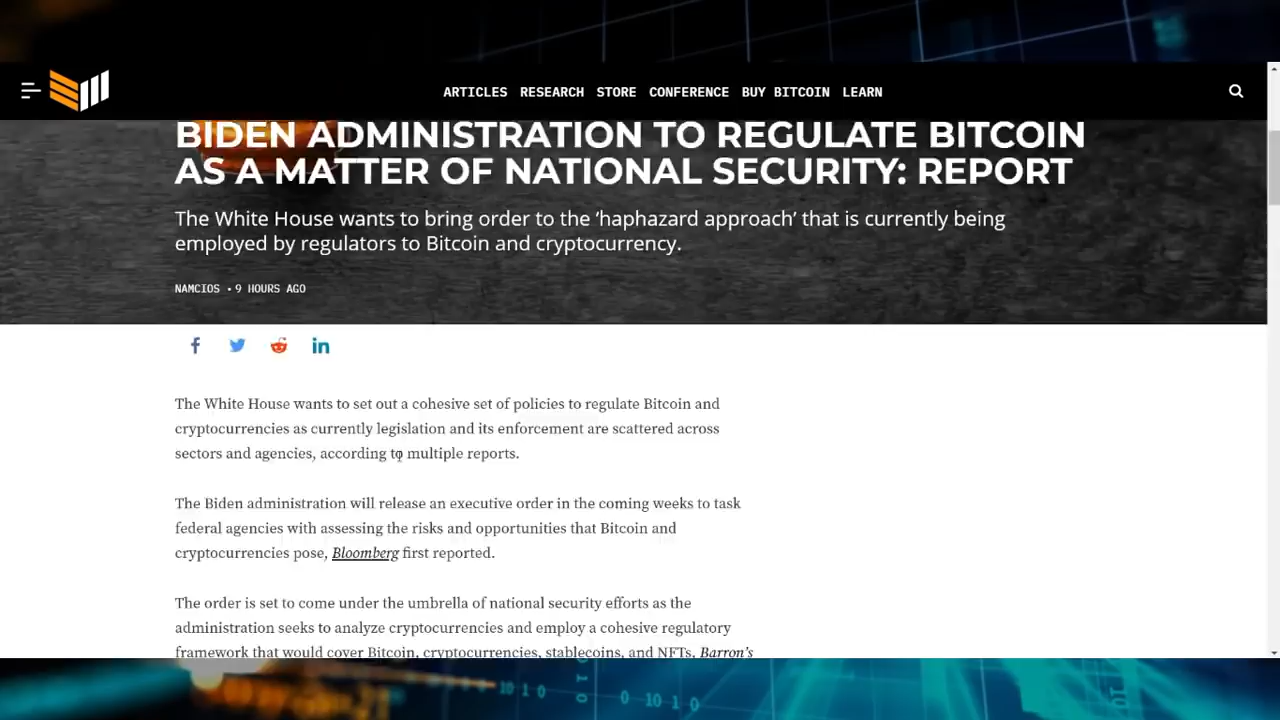 ARTICLES RESEARCH STORE CONFERENCE BUY BITCOIN LEARN
BIDEN ADMINISTRATION TO REGULATE BITCOIN
AS A MATTER OF NATIONAL SECURITY: REPORT
The White House wants to bring order to the ‘haphazard approach’ that is currently being
employed by regulators to Bitcoin and cryptocurrency.
NAMCIOS • 9 HOURS AGO
The White House wants to set out a cohesive set of policies to regulate Bitcoin and
cryptocurrencies as currently legislation and its enforcement are scattered across
sectors and agencies, according to multiple reports.
The Biden administration will release an executive order in the coming weeks to task
federal agencies with assessing the risks and opportunities that Bitcoin and
cryptocurrencies pose, Bloomberg first reported.
The order is set to come under the umbrella of national security efforts as the
administration seeks to analyze cryptocurrencies and employ a cohesive regulatory
framework that would cover Bitcoin, cryptocurrencies, stablecoins, and NFTs. Barron's
10 1 0
0 10 1 0